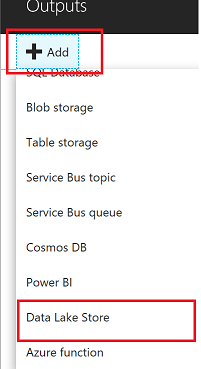 Outputs
Add
SQL Database
Blob storage
Table storage
Service Bus topic
Service Bus queue
Cosmos DB
Power BI
Data Lake Store
Azure function